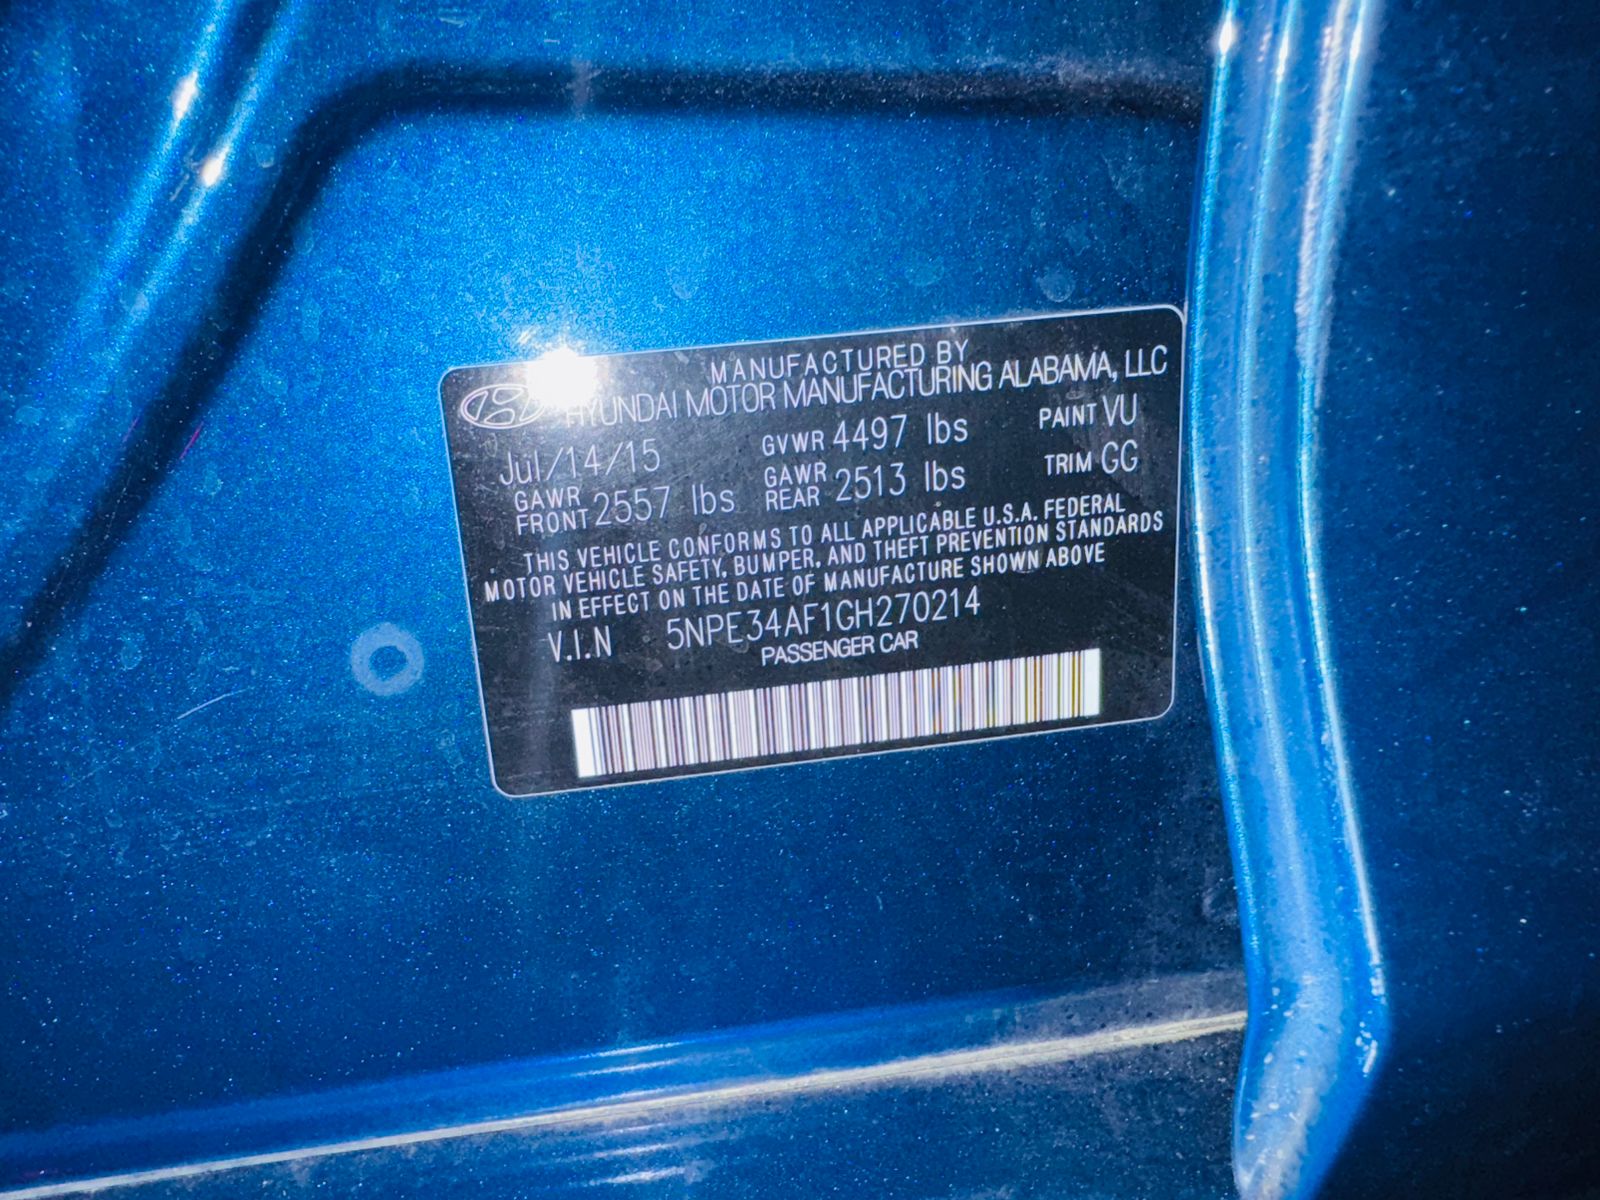 MANUFACTURED BY
HYUNDAI MOTOR MANUFACTURING ALABAMA, LLC
Jul/14/15 GVWR 4497 lbs PAINT VU
GAWR FRONT 2557 lbs GAWR REAR 2513 lbs TRIM GG
THIS VEHICLE CONFORMS TO ALL APPLICABLE U.S.A. FEDERAL
MOTOR VEHICLE SAFETY, BUMPER, AND THEFT PREVENTION STANDARDS
IN EFFECT ON THE DATE OF MANUFACTURE SHOWN ABOVE
V.I.N 5NPE34AF1GH270214
PASSENGER CAR